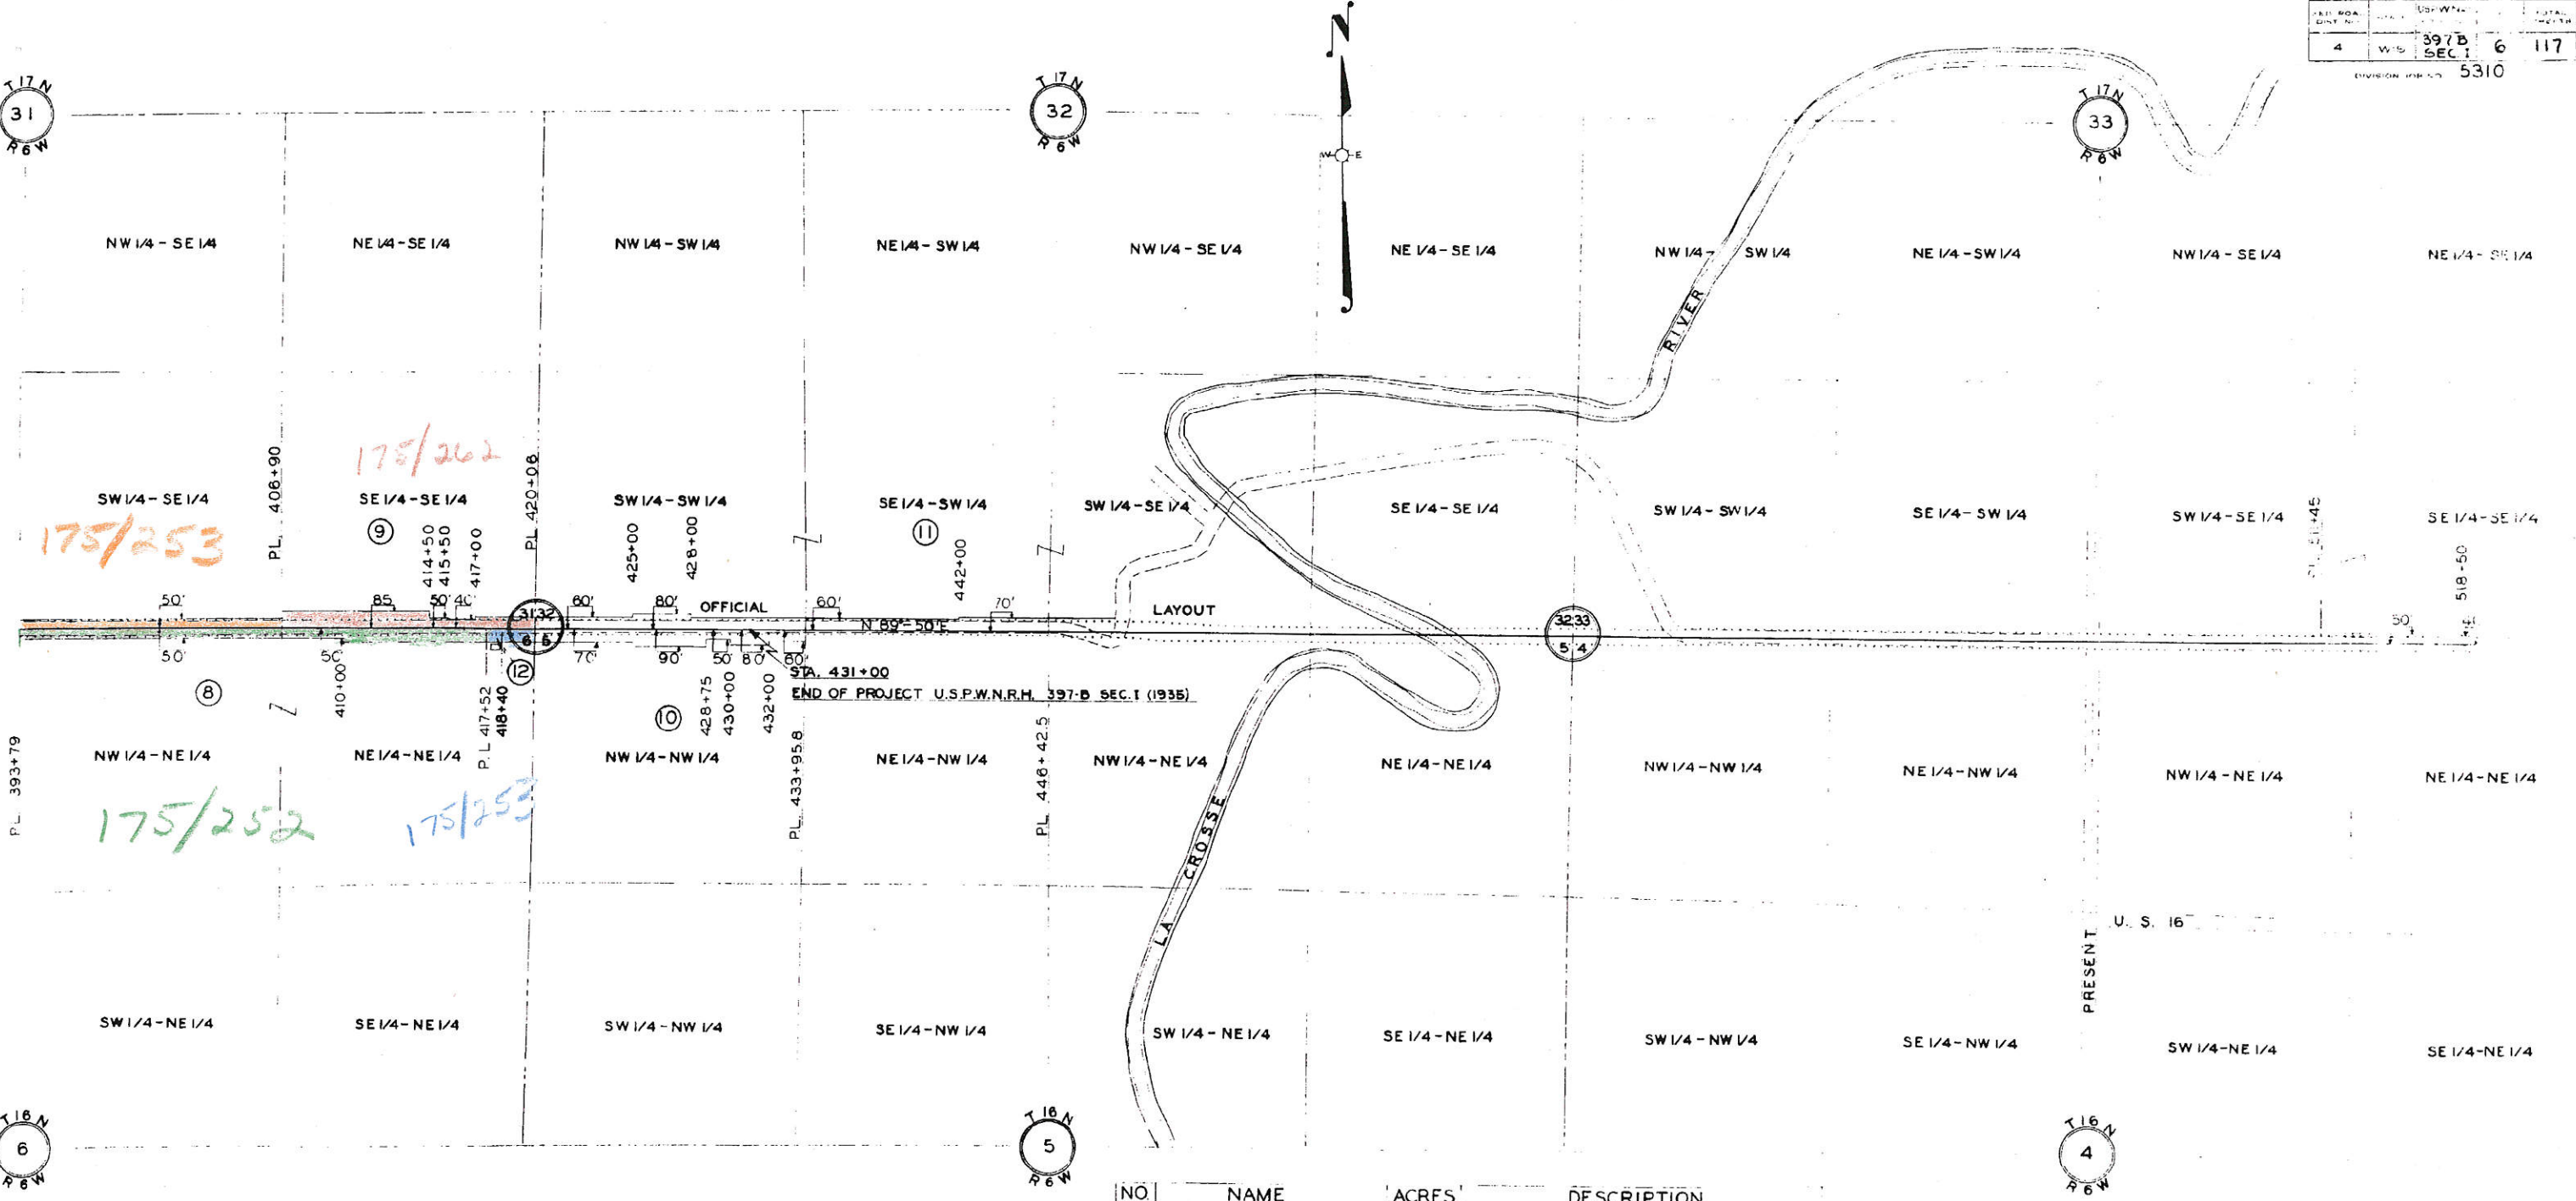 N
W E
USPWNR
TOTAL
4 WIS 397B SEC. I 6 117
5310
T 17 N
31
R 6 W
T 17 N
32
R 6 W
T 17 N
33
R 6 W
NW 1/4 - SE 1/4
NE 1/4 - SE 1/4
NW 1/4 - SW 1/4
NE 1/4 - SW 1/4
NW 1/4 - SE 1/4
NE 1/4 - SE 1/4
NW 1/4 - SW 1/4
NE 1/4 - SW 1/4
NW 1/4 - SE 1/4
NE 1/4 - SE 1/4
RIVER
175/262
PL. 406+90
PL. 420+08
SW 1/4 - SE 1/4
SE 1/4 - SE 1/4
SW 1/4 - SW 1/4
SE 1/4 - SW 1/4
SW 1/4 - SE 1/4
SE 1/4 - SE 1/4
SW 1/4 - SW 1/4
SE 1/4 - SW 1/4
SW 1/4 - SE 1/4
SE 1/4 - SE 1/4
175/253
9
11
414+50
415+50
417+00
425+00
428+00
442+00
518-50
50' 85 50' 40' 60' 80' OFFICIAL 60' 70' LAYOUT
31 32
6 5
N 89°-50'E
32 33
5 4
50'
50' 50' 70' 90' 50' 80' 60'
STA. 431+00
END OF PROJECT U.S.P.W.N.R.H. 397-B SEC. I (1935)
8
12
10
410+00
P.L. 417+52
418+40
428+75
430+00
432+00
PL. 393+79
PL. 433+95.8
PL. 446+42.5
NW 1/4 - NE 1/4
NE 1/4 - NE 1/4
NW 1/4 - NW 1/4
NE 1/4 - NW 1/4
NW 1/4 - NE 1/4
NE 1/4 - NE 1/4
NW 1/4 - NW 1/4
NE 1/4 - NW 1/4
NW 1/4 - NE 1/4
NE 1/4 - NE 1/4
175/252
175/253
LA CROSSE
PRESENT
U. S. 16
SW 1/4 - NE 1/4
SE 1/4 - NE 1/4
SW 1/4 - NW 1/4
SE 1/4 - NW 1/4
SW 1/4 - NE 1/4
SE 1/4 - NE 1/4
SW 1/4 - NW 1/4
SE 1/4 - NW 1/4
SW 1/4 - NE 1/4
SE 1/4 - NE 1/4
T 16 N
6
R 6 W
T 16 N
5
R 6 W
T 16 N
4
R 6 W
NO. NAME ACRES DESCRIPTION